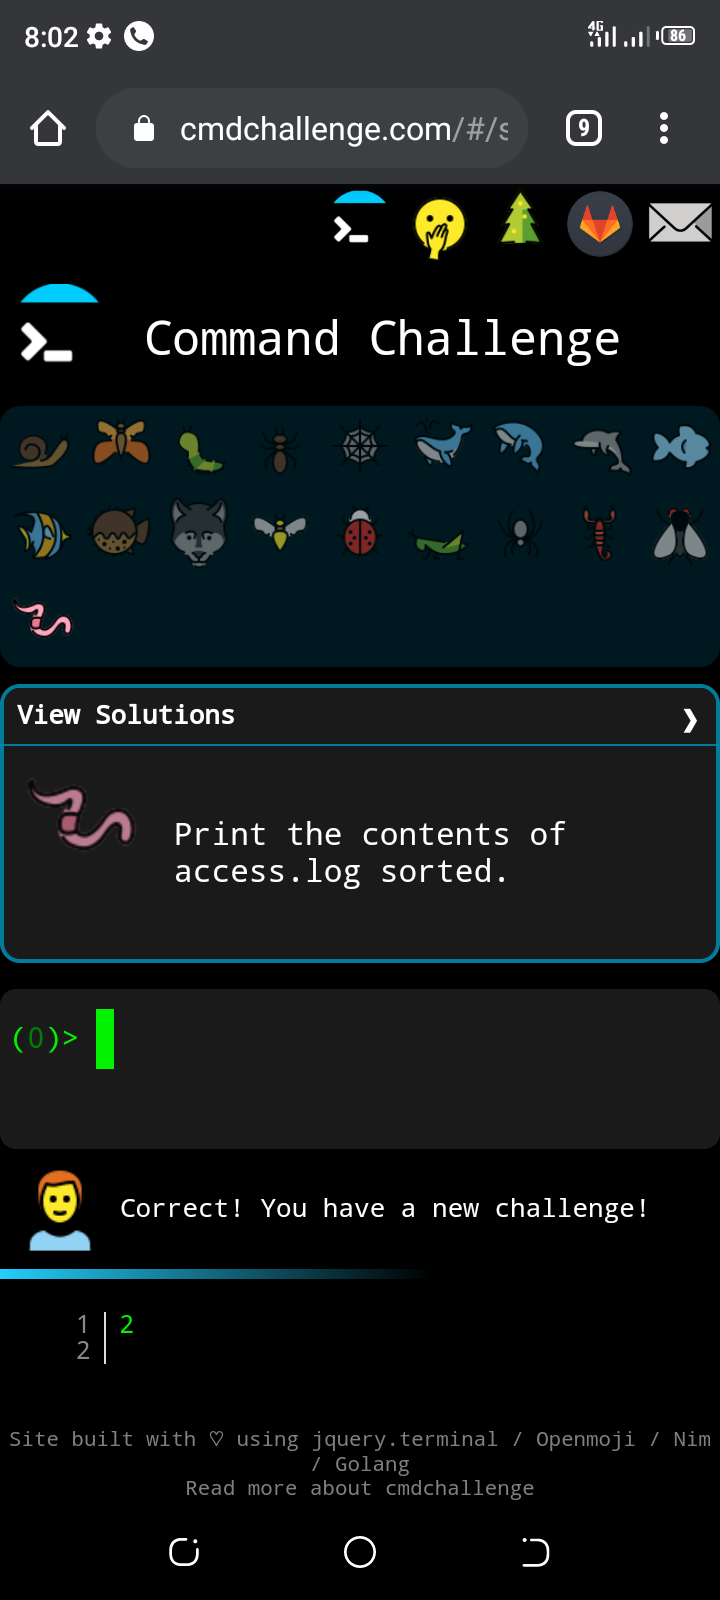 8:02
4G
86
cmdchallenge.com/#/s
9
Command Challenge
View Solutions
Print the contents of
access.log sorted.
(0)>
Correct! You have a new challenge!
1 2
2
Site built with ♡ using jquery.terminal / Openmoji / Nim
/ Golang
Read more about cmdchallenge